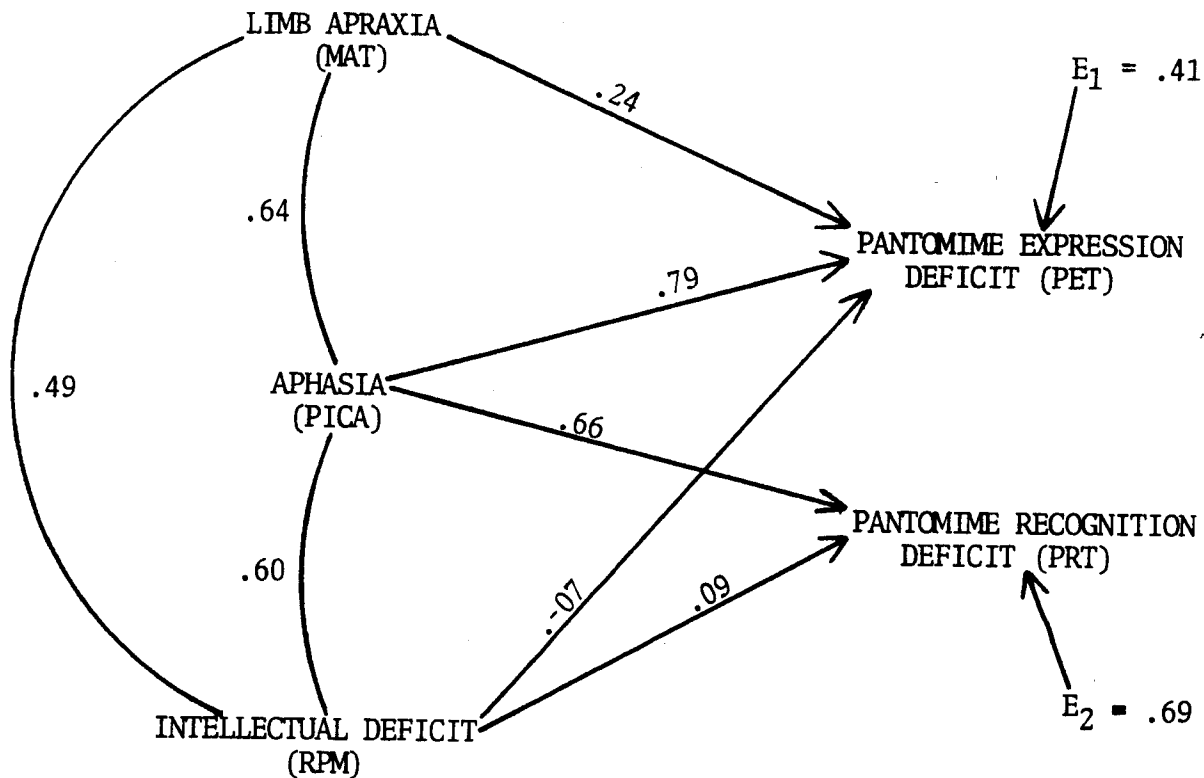 LIMB APRAXIA
(MAT)
E₁ = .41
.24
.64
PANTOMIME EXPRESSION
DEFICIT (PET)
.79
.49
APHASIA
(PICA)
.66
PANTOMIME RECOGNITION
DEFICIT (PRT)
.60
.-07
.09
INTELLECTUAL DEFICIT
(RPM)
E₂ = .69